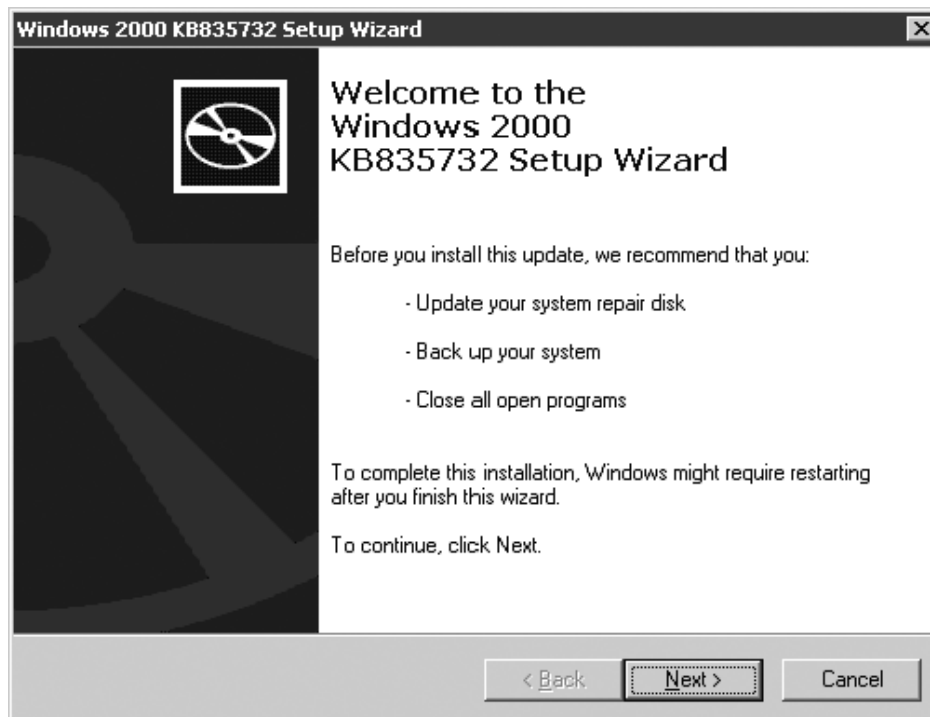 Windows 2000 KB835732 Setup Wizard
Welcome to the
Windows 2000
KB835732 Setup Wizard
Before you install this update, we recommend that you:
- Update your system repair disk
- Back up your system
- Close all open programs
To complete this installation, Windows might require restarting
after you finish this wizard.
To continue, click Next.
< Back
Next >
Cancel